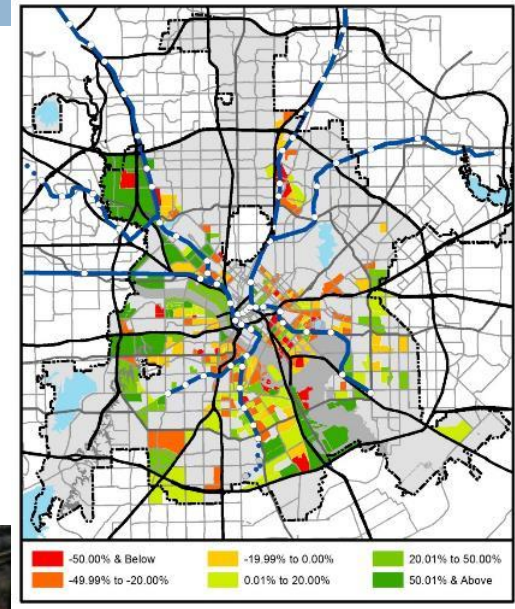 -50.00% & Below
-19.99% to 0.00%
20.01% to 50.00%
-49.99% to -20.00%
0.01% to 20.00%
50.01% & Above